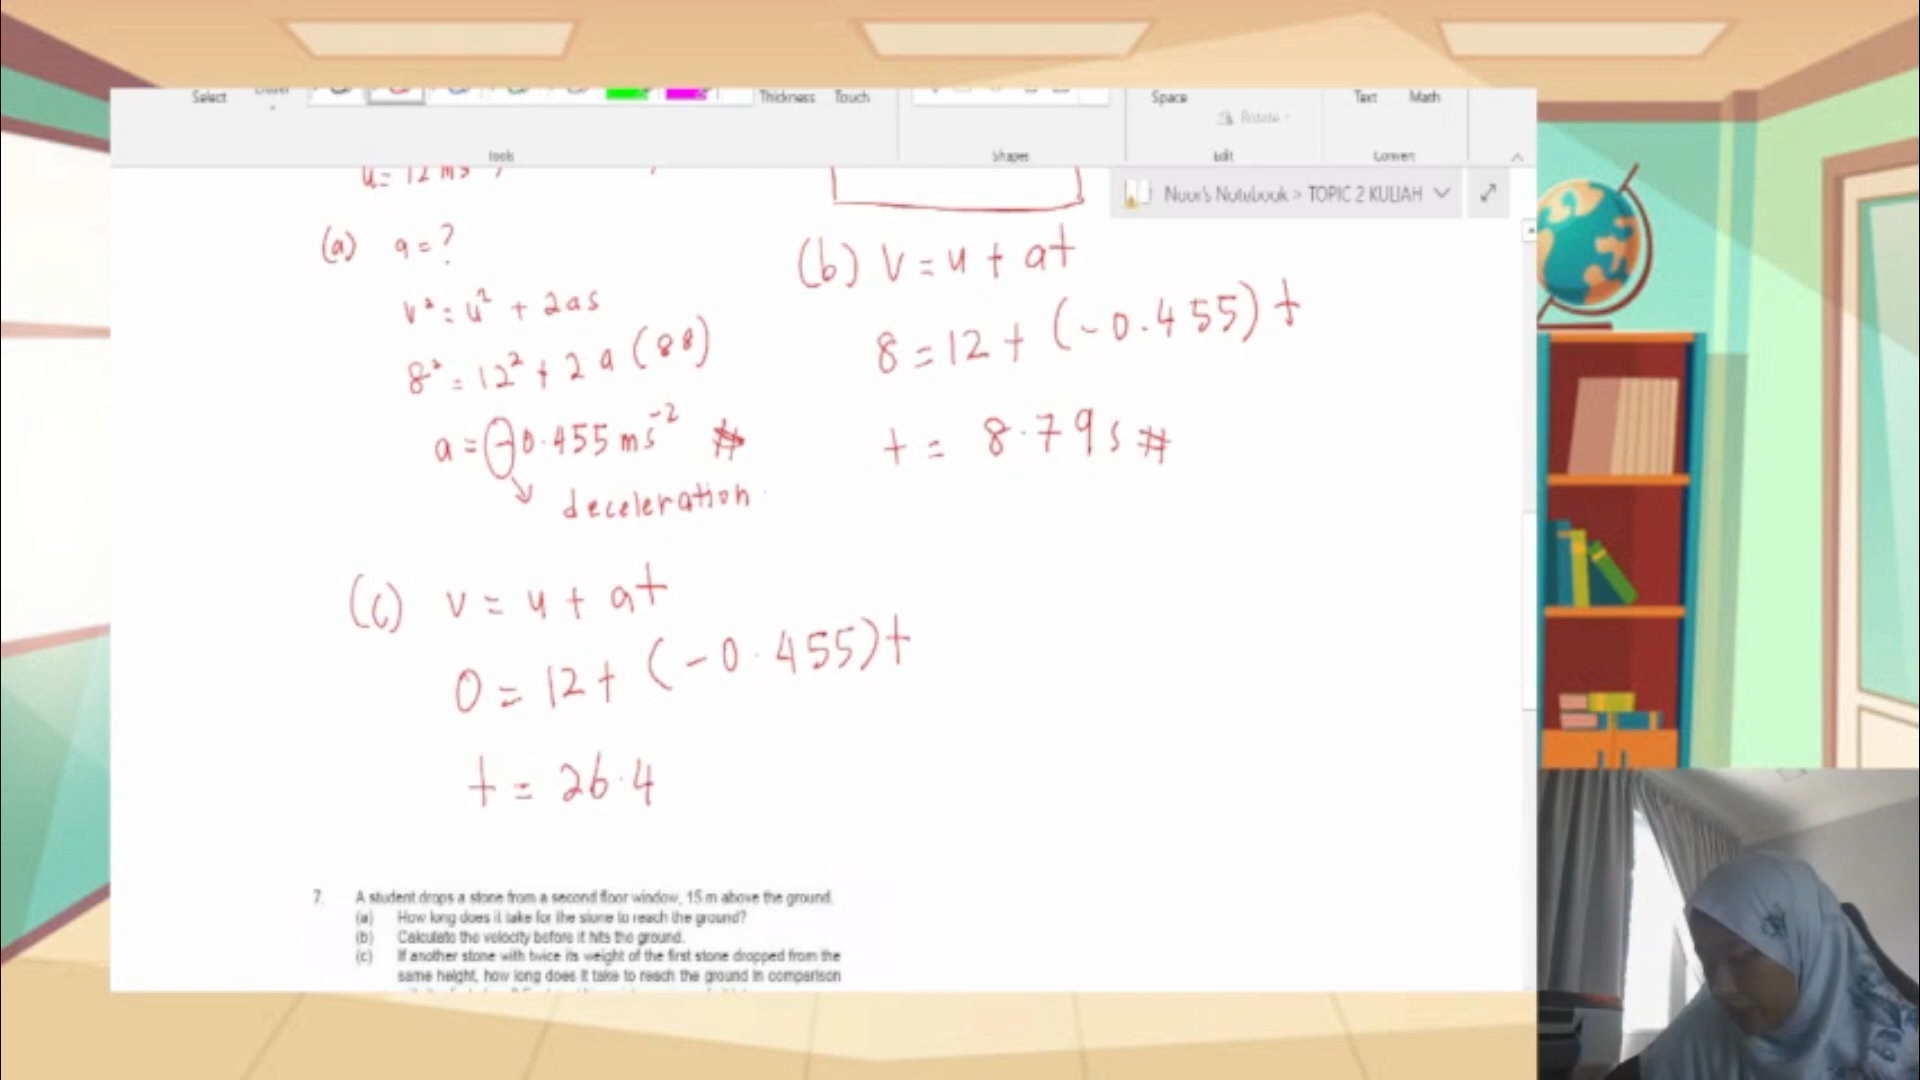 Select
Thickness Touch
Space
Text Math
Rotate
Tools
Shapes
Edit
Convert
u = 12 ms
Noor's Notebook > TOPIC 2 KULIAH
(a) a = ?
v² = u² + 2as
8² = 12² + 2a(88)
a = -0.455 ms⁻² #
deceleration
(b) v = u + at
8 = 12 + (-0.455)t
t = 8.79 s #
(c) v = u + at
0 = 12 + (-0.455)t
t = 26.4
7. A student drops a stone from a second floor window, 15 m above the ground.
(a) How long does it take for the stone to reach the ground?
(b) Calculate the velocity before it hits the ground.
(c) If another stone with twice its weight of the first stone dropped from the
same height, how long does it take to reach the ground in comparison